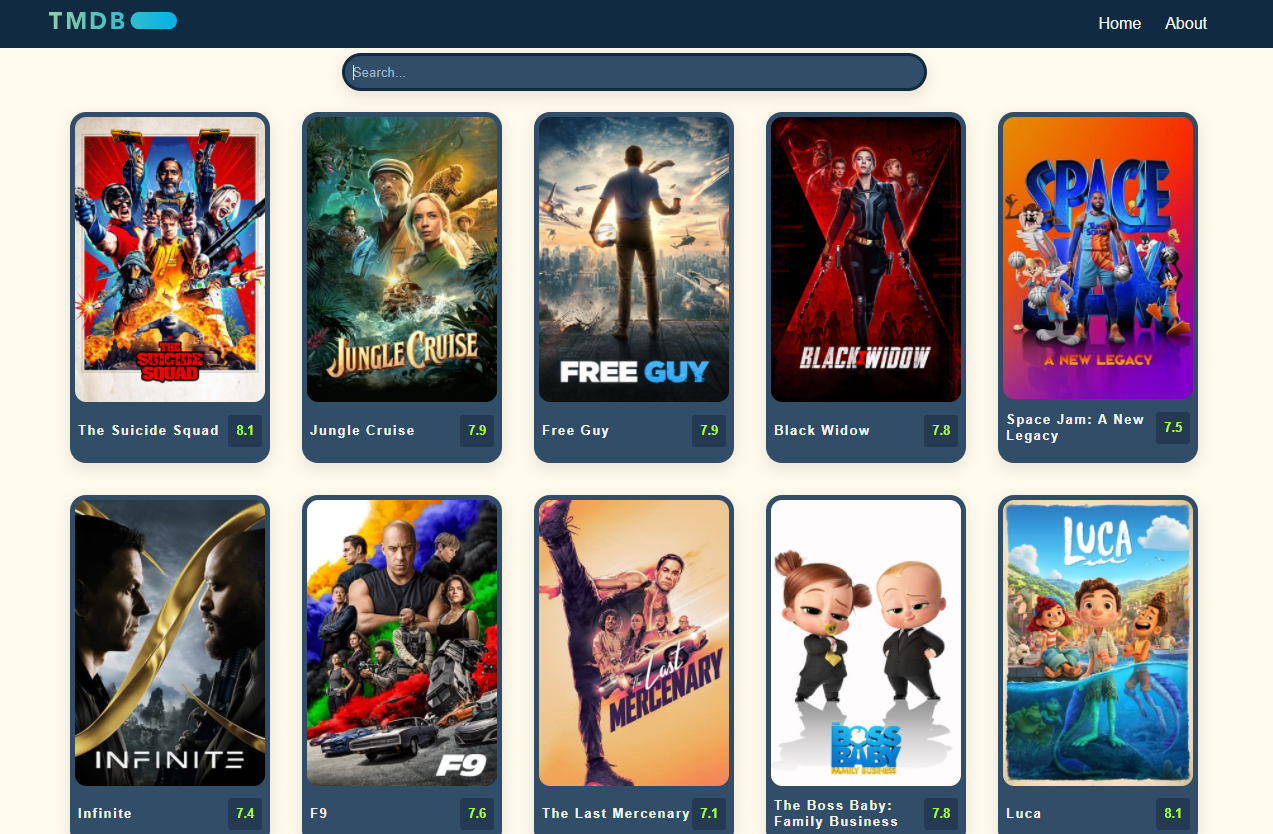 TMDB
Home
About
Search...
THE
SUICIDE
SQUAD
The Suicide Squad
8.1
JUNGLE CRUISE
Jungle Cruise
7.9
FREE GUY
Free Guy
7.9
BLACK WIDOW
Black Widow
7.8
SPACE
JAM
A NEW LEGACY
Space Jam: A New
Legacy
7.5
INFINITE
Infinite
7.4
F9
F9
7.6
The Last
MERCENARY
The Last Mercenary
7.1
THE
BOSS
BABY
FAMILY BUSINESS
The Boss Baby:
Family Business
7.8
LUCA
Luca
8.1